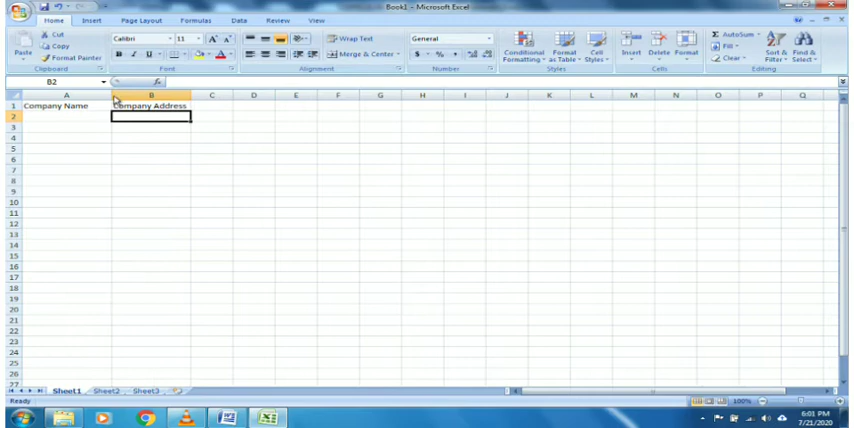 Book1 - Microsoft Excel
Home Insert Page Layout Formulas Data Review View
Cut
Copy
Format Painter
Paste
Clipboard
Calibri 11 A A
B I U A
Font
Wrap Text
Merge & Center
Alignment
General
$ % ,
Number
Conditional Formatting
Format as Table
Cell Styles
Styles
Insert Delete Format
Cells
Σ AutoSum
Fill
Clear
Sort & Filter
Find & Select
Editing
B2 fx
A B C D E F G H I J K L M N O P Q
1 Company Name Company Address
2
3
4
5
6
7
8
9
10
11
12
13
14
15
16
17
18
19
20
21
22
23
24
25
26
27
Sheet1 Sheet2 Sheet3
Ready 100%
6:01 PM
7/21/2020